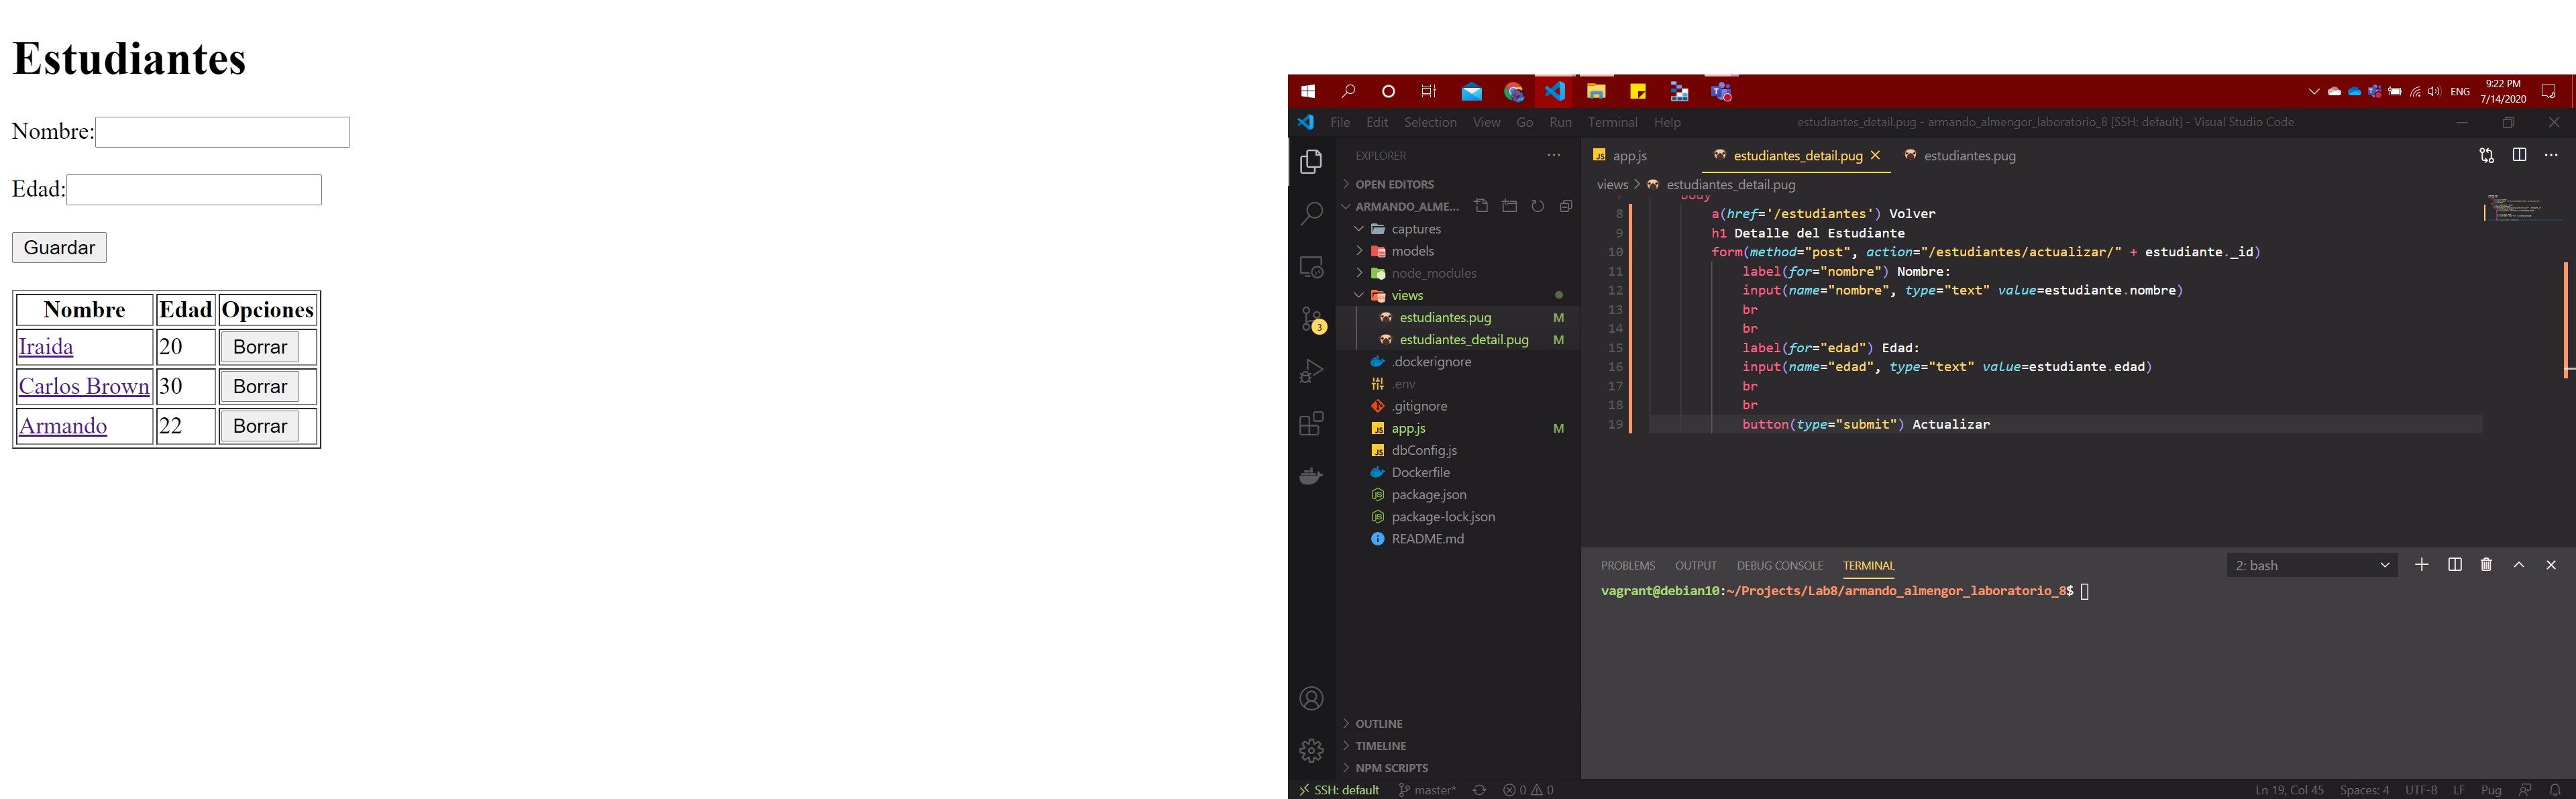 Estudiantes
Nombre:
Edad:
Guardar
Nombre Edad Opciones
Iraida 20 Borrar
Carlos Brown 30 Borrar
Armando 22 Borrar
ENG
9:22 PM
7/14/2020
File Edit Selection View Go Run Terminal Help
estudiantes_detail.pug - armando_almengor_laboratorio_8 [SSH: default] - Visual Studio Code
EXPLORER
OPEN EDITORS
ARMANDO_ALME...
captures
models
node_modules
views
estudiantes.pug M
estudiantes_detail.pug M
.dockerignore
.env
.gitignore
JS app.js M
JS dbConfig.js
Dockerfile
package.json
package-lock.json
README.md
OUTLINE
TIMELINE
NPM SCRIPTS
3
JS app.js estudiantes_detail.pug estudiantes.pug
views > estudiantes_detail.pug
7 body
8 a(href='/estudiantes') Volver
9 h1 Detalle del Estudiante
10 form(method="post", action="/estudiantes/actualizar/" + estudiante._id)
11 label(for="nombre") Nombre:
12 input(name="nombre", type="text" value=estudiante.nombre)
13 br
14 br
15 label(for="edad") Edad:
16 input(name="edad", type="text" value=estudiante.edad)
17 br
18 br
19 button(type="submit") Actualizar
PROBLEMS OUTPUT DEBUG CONSOLE TERMINAL
2: bash
vagrant@debian10:~/Projects/Lab8/armando_almengor_laboratorio_8$
SSH: default master* 0 0
Ln 19, Col 45 Spaces: 4 UTF-8 LF Pug